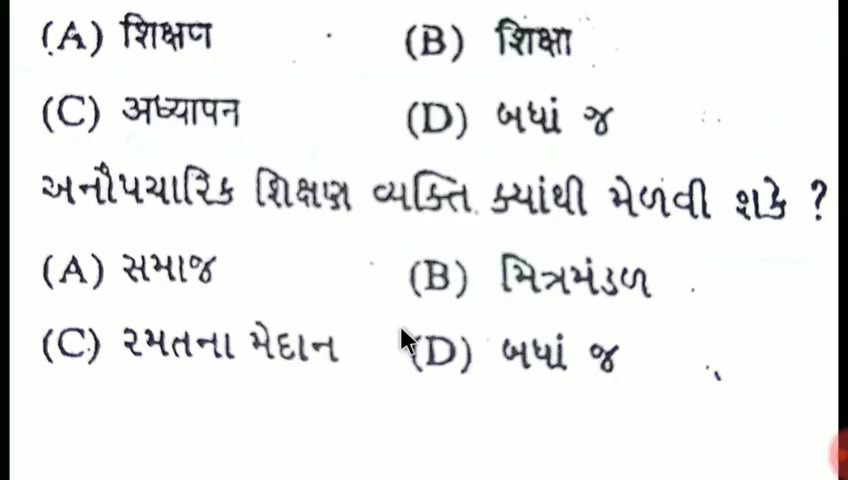 (A) शिक्षण (B) शिक्षा
(C) अध्यापन (D) બધાં જ
અનૌપચારિક શિક્ષણ વ્યક્તિ ક્યાંથી મેળવી શકે ?
(A) સમાજ (B) મિત્રમંડળ
(C) રમતના મેદાન (D) બધાં જ